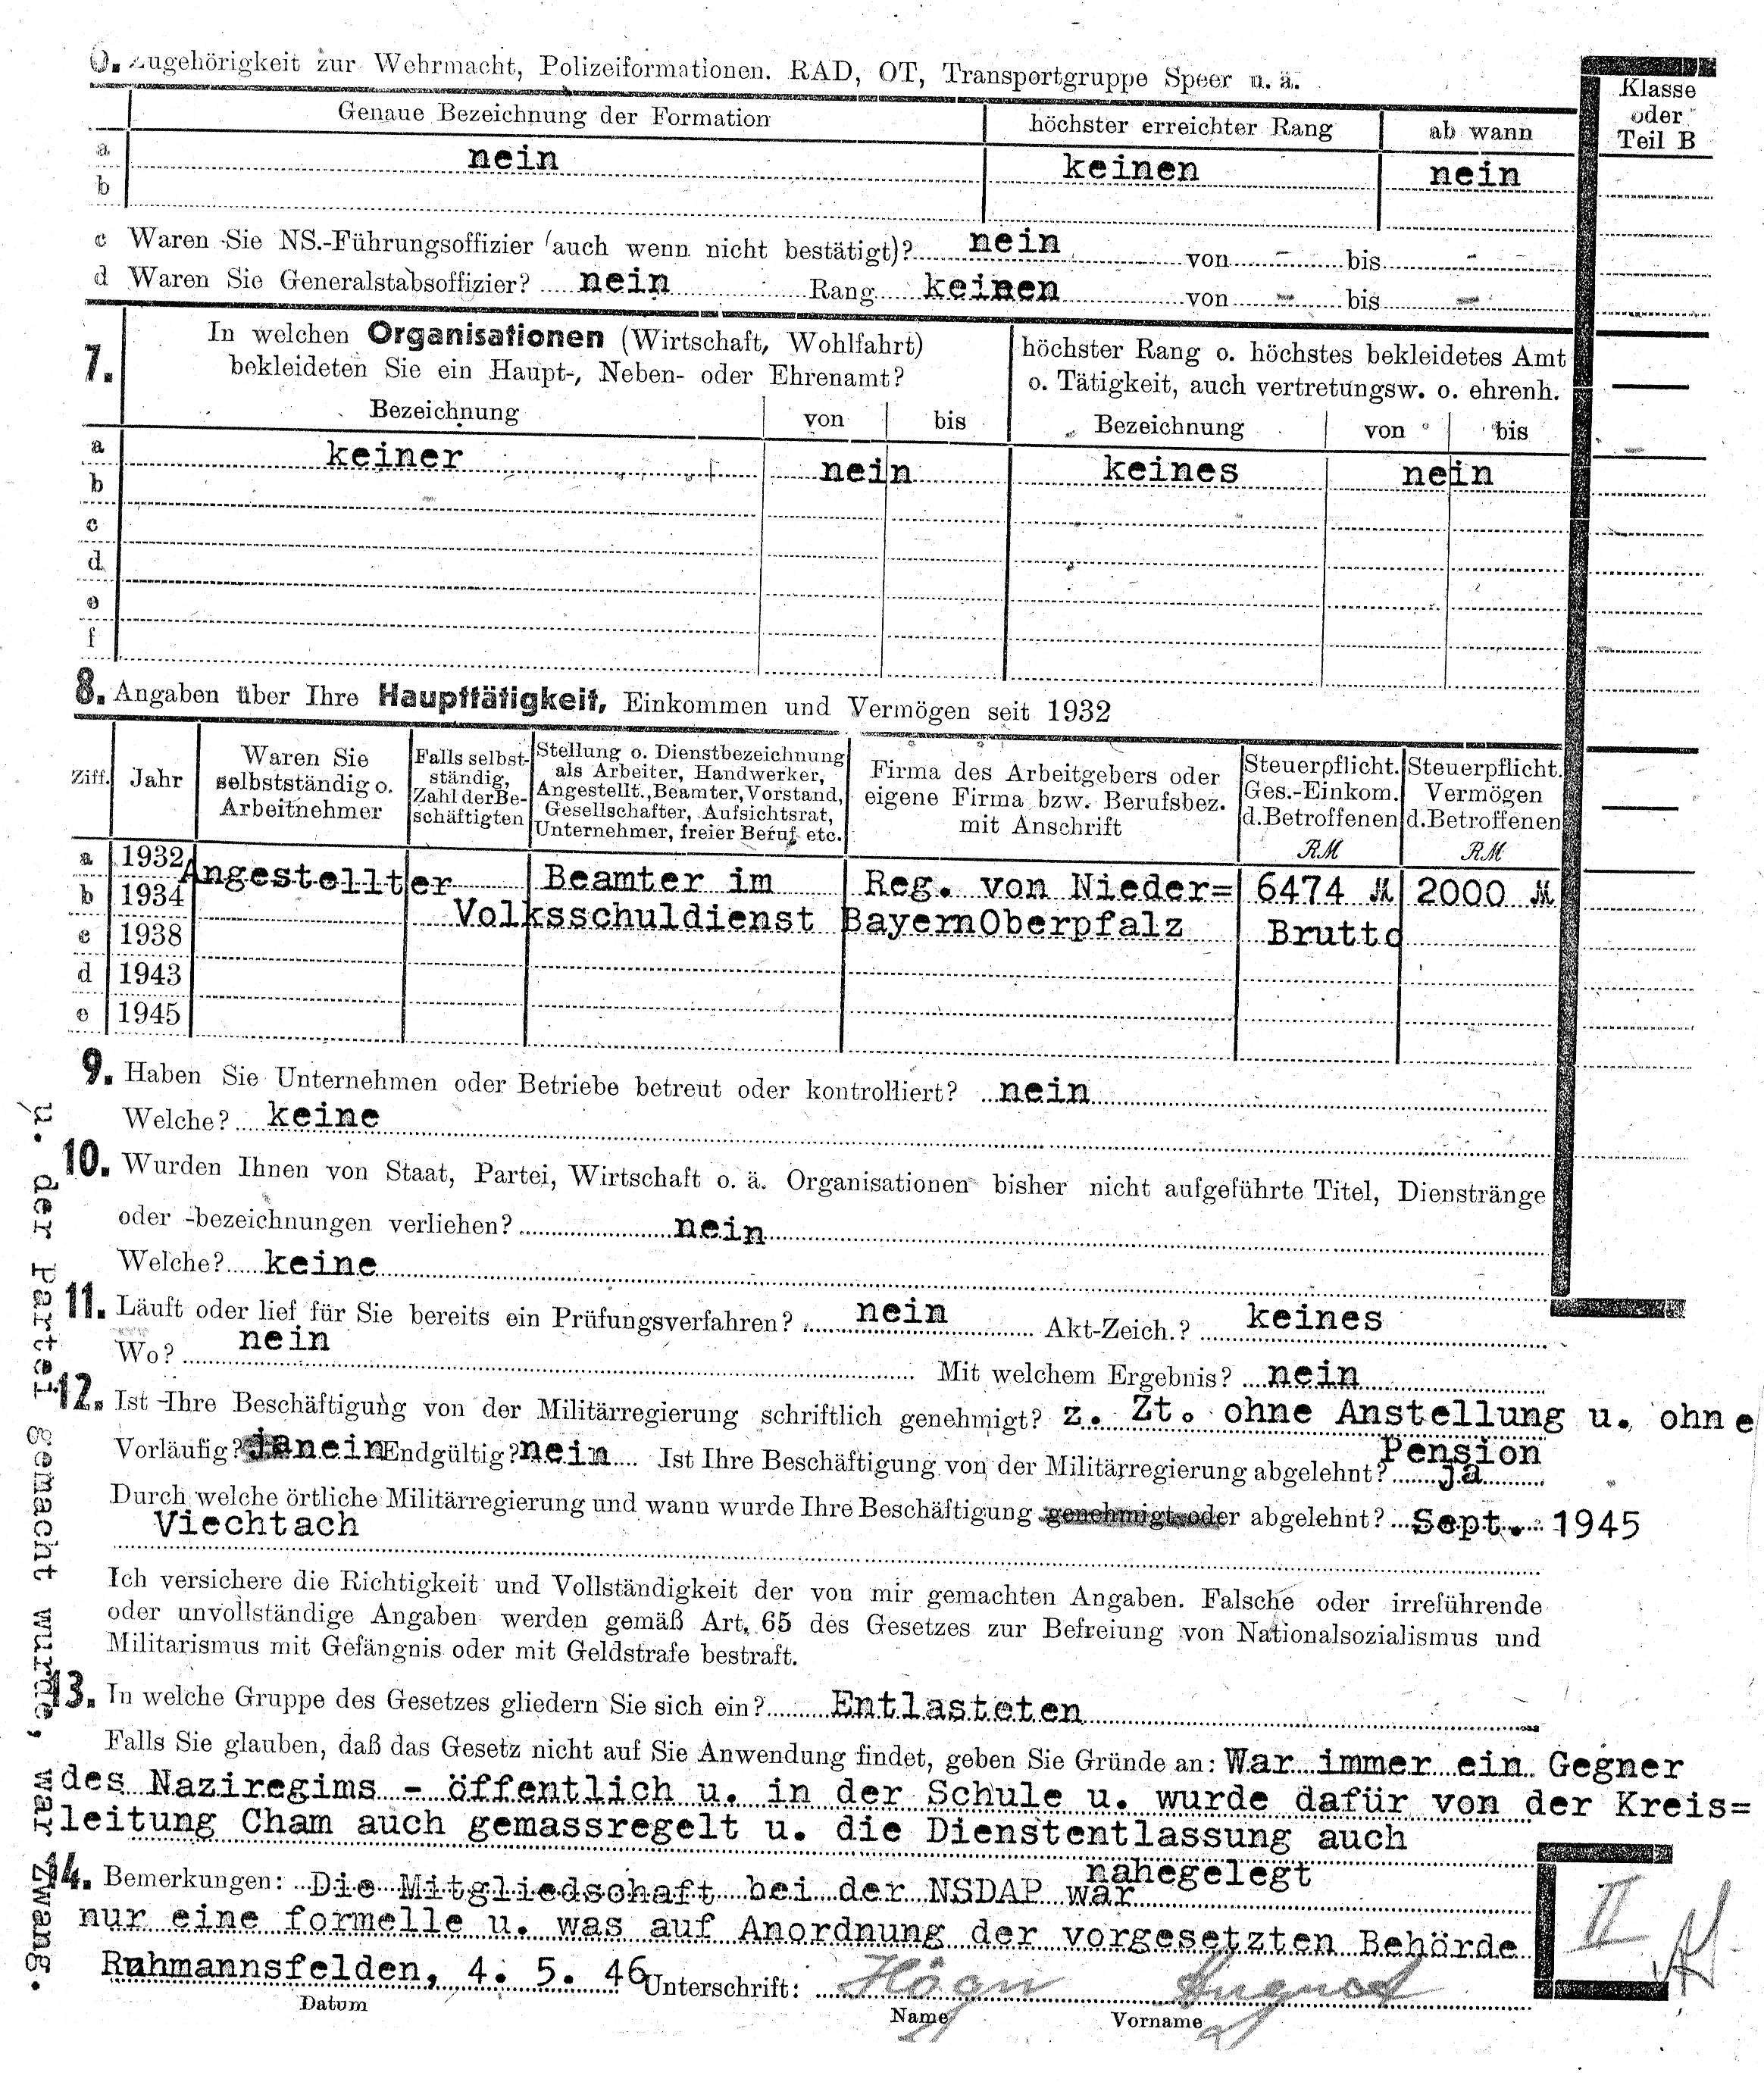 6. Zugehörigkeit zur Wehrmacht, Polizeiformationen. RAD, OT, Transportgruppe Speer u. ä.
Klasse oder Teil B
Genaue Bezeichnung der Formation höchster erreichter Rang ab wann
a nein keinen nein
b
c Waren Sie NS.-Führungsoffizier (auch wenn nicht bestätigt)? nein von - bis -
d Waren Sie Generalstabsoffizier? nein Rang keinen von - bis -
7. In welchen Organisationen (Wirtschaft, Wohlfahrt) höchster Rang o. höchstes bekleidetes Amt
bekleideten Sie ein Haupt-, Neben- oder Ehrenamt? o. Tätigkeit, auch vertretungsw. o. ehrenh.
Bezeichnung von bis Bezeichnung von bis
a keiner nein keines nein
b
c
d
e
f
8. Angaben über Ihre Haupttätigkeit, Einkommen und Vermögen seit 1932
Ziff. Jahr
Waren Sie
selbstständig o.
Arbeitnehmer
Falls selbst-
ständig,
Zahl der Be-
schäftigten
Stellung o. Dienstbezeichnung
als Arbeiter, Handwerker,
Angestellt., Beamter, Vorstand,
Gesellschafter, Aufsichtsrat,
Unternehmer, freier Beruf etc.
Firma des Arbeitgebers oder
eigene Firma bzw. Berufsbez.
mit Anschrift
Steuerpflicht.
Ges.-Einkom.
d.Betroffenen
RM
Steuerpflicht.
Vermögen
d.Betroffenen
RM
a 1932
Angestellter Beamter im Reg. von Nieder= 6474 M 2000 M
b 1934
Volksschuldienst BayernOberpfalz Brutto
c 1938
d 1943
e 1945
9. Haben Sie Unternehmen oder Betriebe betreut oder kontrolliert? nein
Welche? keine
10. Wurden Ihnen von Staat, Partei, Wirtschaft o. ä. Organisationen bisher nicht aufgeführte Titel, Dienstränge
oder -bezeichnungen verliehen? nein
Welche? keine
11. Läuft oder lief für Sie bereits ein Prüfungsverfahren? nein Akt-Zeich.? keines
Wo? nein Mit welchem Ergebnis? nein
12. Ist Ihre Beschäftigung von der Militärregierung schriftlich genehmigt? z. Zt. ohne Anstellung u. ohne
Pension
Vorläufig? ja nein Endgültig? nein Ist Ihre Beschäftigung von der Militärregierung abgelehnt? ja
Durch welche örtliche Militärregierung und wann wurde Ihre Beschäftigung genehmigt oder abgelehnt? Sept. 1945
Viechtach
Ich versichere die Richtigkeit und Vollständigkeit der von mir gemachten Angaben. Falsche oder irreführende
oder unvollständige Angaben werden gemäß Art. 65 des Gesetzes zur Befreiung von Nationalsozialismus und
Militarismus mit Gefängnis oder mit Geldstrafe bestraft.
13. In welche Gruppe des Gesetzes gliedern Sie sich ein? Entlasteten
Falls Sie glauben, daß das Gesetz nicht auf Sie Anwendung findet, geben Sie Gründe an: War immer ein Gegner
des Naziregims - öffentlich u. in der Schule u. wurde dafür von der Kreis=
leitung Cham auch gemassregelt u. die Dienstentlassung auch
nahegelegt
14. Bemerkungen: Die Mitgliedschaft bei der NSDAP war
nur eine formelle u. was auf Anordnung der vorgesetzten Behörde
u. der Partei gemacht wurde, war Zwang.
Ruhmannsfelden, 4. 5. 46 Unterschrift: Högn August
Datum Name Vorname
II